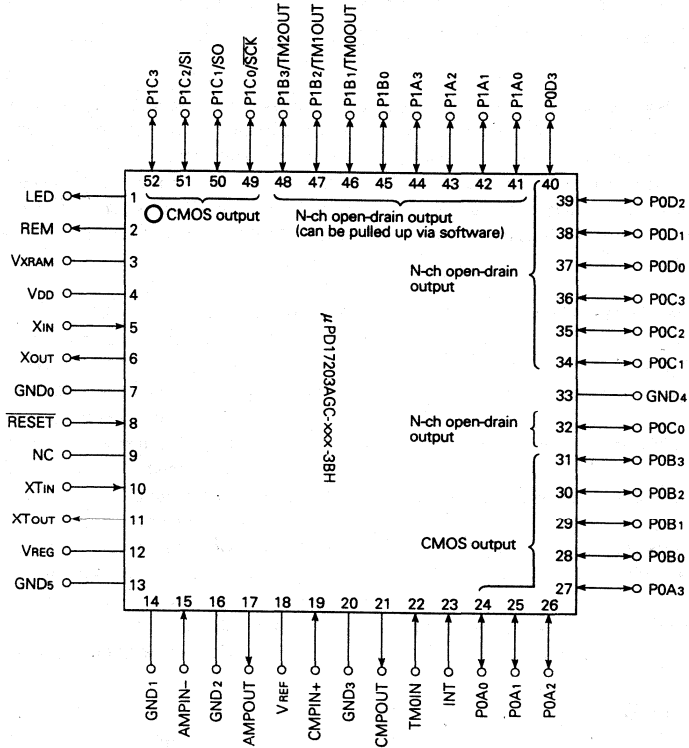 P1C3
P1C2/SI
P1C1/SO
P1C0/SCK
P1B3/TM2OUT
P1B2/TM1OUT
P1B1/TM0OUT
P1B0
P1A3
P1A2
P1A1
P1A0
P0D3
52 51 50 49 48 47 46 45 44 43 42 41 40
CMOS output
N-ch open-drain output
(can be pulled up via software)
LED 1
REM 2
VXRAM 3
VDD 4
XIN 5
XOUT 6
GND0 7
RESET 8
NC 9
XTIN 10
XTOUT 11
VREG 12
GND5 13
µPD17203AGC-xxx-3BH
N-ch open-drain
output
N-ch open-drain
output
CMOS output
39 P0D2
38 P0D1
37 P0D0
36 P0C3
35 P0C2
34 P0C1
33 GND4
32 P0C0
31 P0B3
30 P0B2
29 P0B1
28 P0B0
27 P0A3
14 15 16 17 18 19 20 21 22 23 24 25 26
GND1
AMPIN–
GND2
AMPOUT
VREF
CMPIN+
GND3
CMPOUT
TM0IN
INT
P0A0
P0A1
P0A2